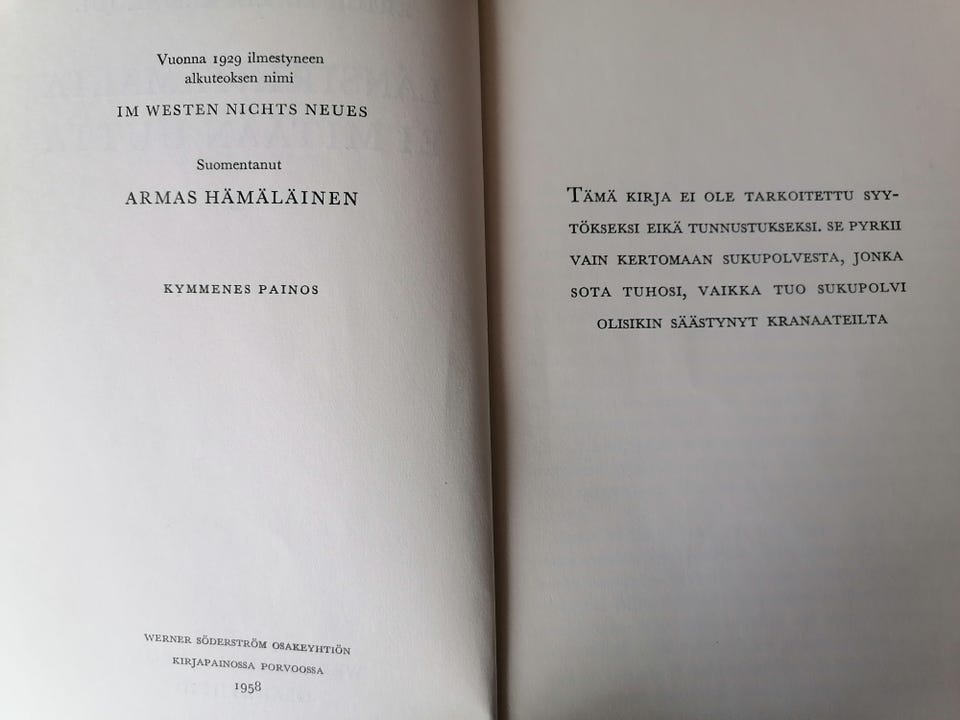 Vuonna 1929 ilmestyneen
alkuteoksen nimi
IM WESTEN NICHTS NEUES
Suomentanut
ARMAS HÄMÄLÄINEN
KYMMENES PAINOS
WERNER SÖDERSTRÖM OSAKEYHTIÖN
KIRJAPAINOSSA PORVOOSSA
1958
TÄMÄ KIRJA EI OLE TARKOITETTU SYY-
TÖKSEKSI EIKÄ TUNNUSTUKSEKSI. SE PYRKII
VAIN KERTOMAAN SUKUPOLVESTA, JONKA
SOTA TUHOSI, VAIKKA TUO SUKUPOLVI
OLISIKIN SÄÄSTYNYT KRANAATEILTA